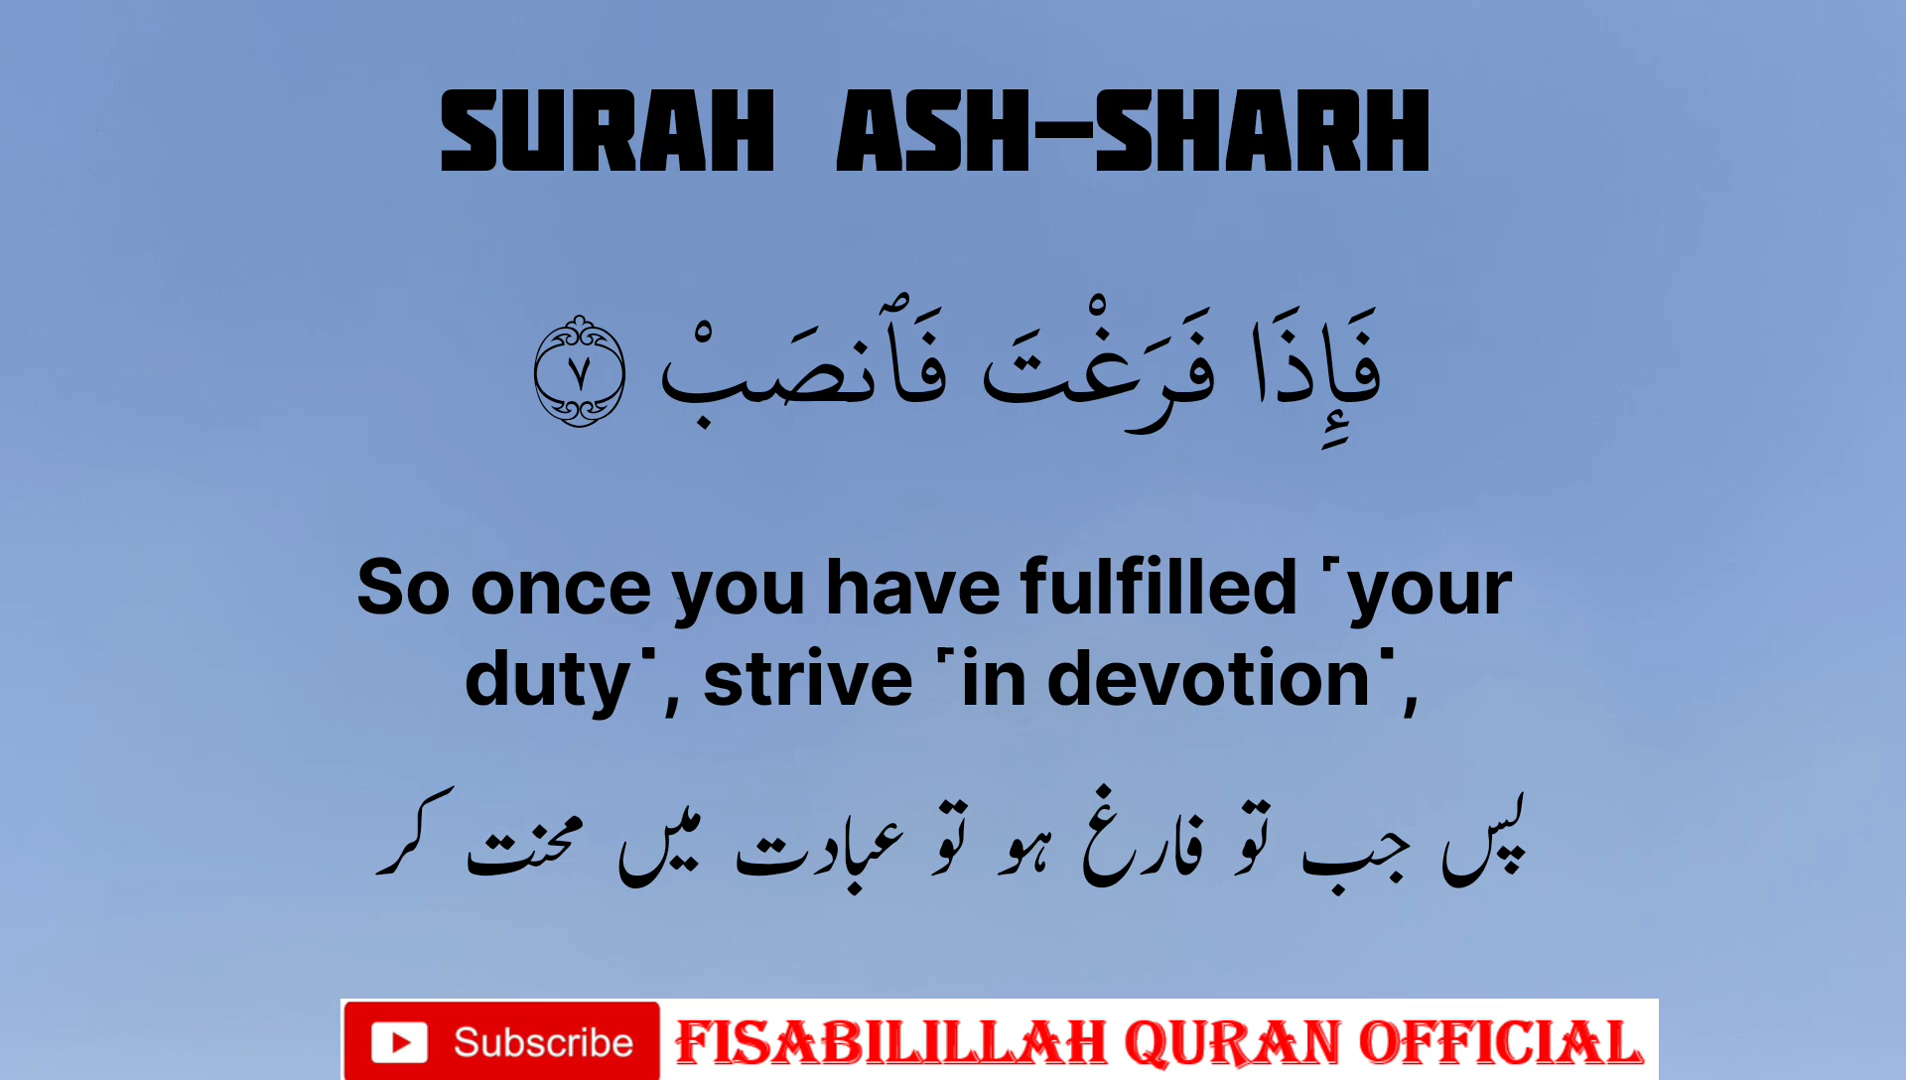 SURAH ASH-SHARH
فَإِذَا فَرَغْتَ فَٱنصَبْ ٧
So once you have fulfilled ˹your
duty˺, strive ˹in devotion˺,
پس جب تو فارغ ہو تو عبادت میں محنت کر
Subscribe FISABILILLAH QURAN OFFICIAL